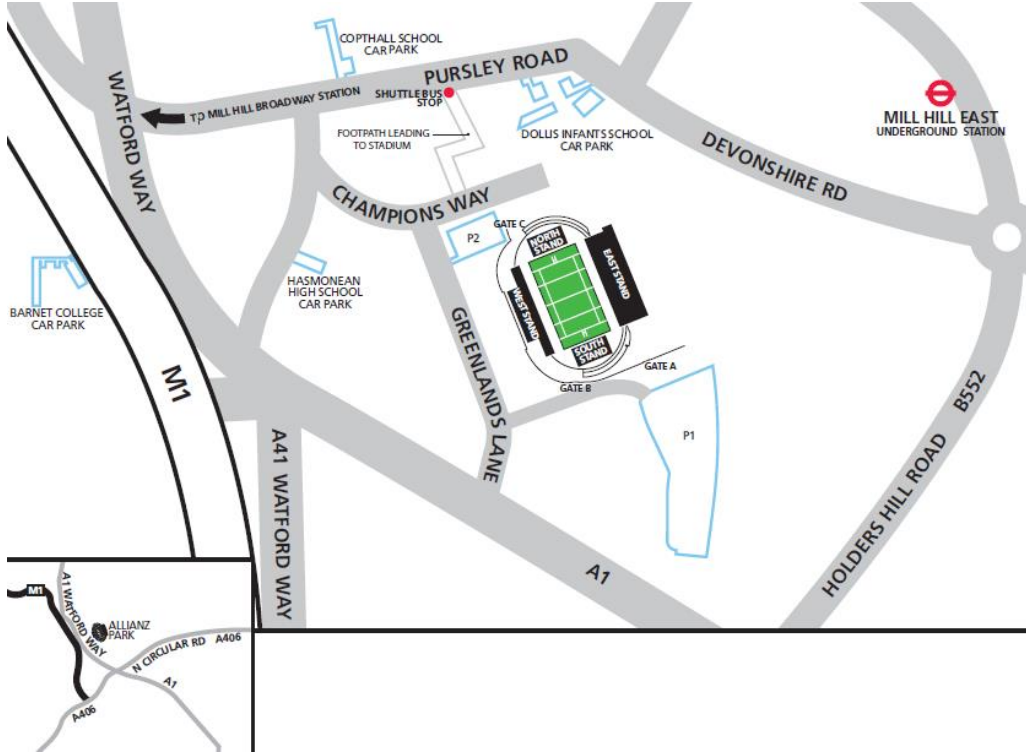 COPTHALL SCHOOL
CAR PARK
PURSLEY ROAD
WATFORD WAY
TO MILL HILL BROADWAY STATION
SHUTTLE BUS
STOP
MILL HILL EAST
UNDERGROUND STATION
FOOTPATH LEADING
TO STADIUM
DOLLIS INFANTS SCHOOL
CAR PARK
DEVONSHIRE RD
CHAMPIONS WAY
P2
GATE C
NORTH
STAND
EAST STAND
WEST STAND
SOUTH
STAND
HASMONEAN
HIGH SCHOOL
CAR PARK
BARNET COLLEGE
CAR PARK
M1
GREENLANDS LANE
GATE A
GATE B
P1
A41 WATFORD WAY
A1
HOLDERS HILL ROAD B552
M1
A1 WATFORD WAY
ALLIANZ
PARK
N CIRCULAR RD A406
A1
A406